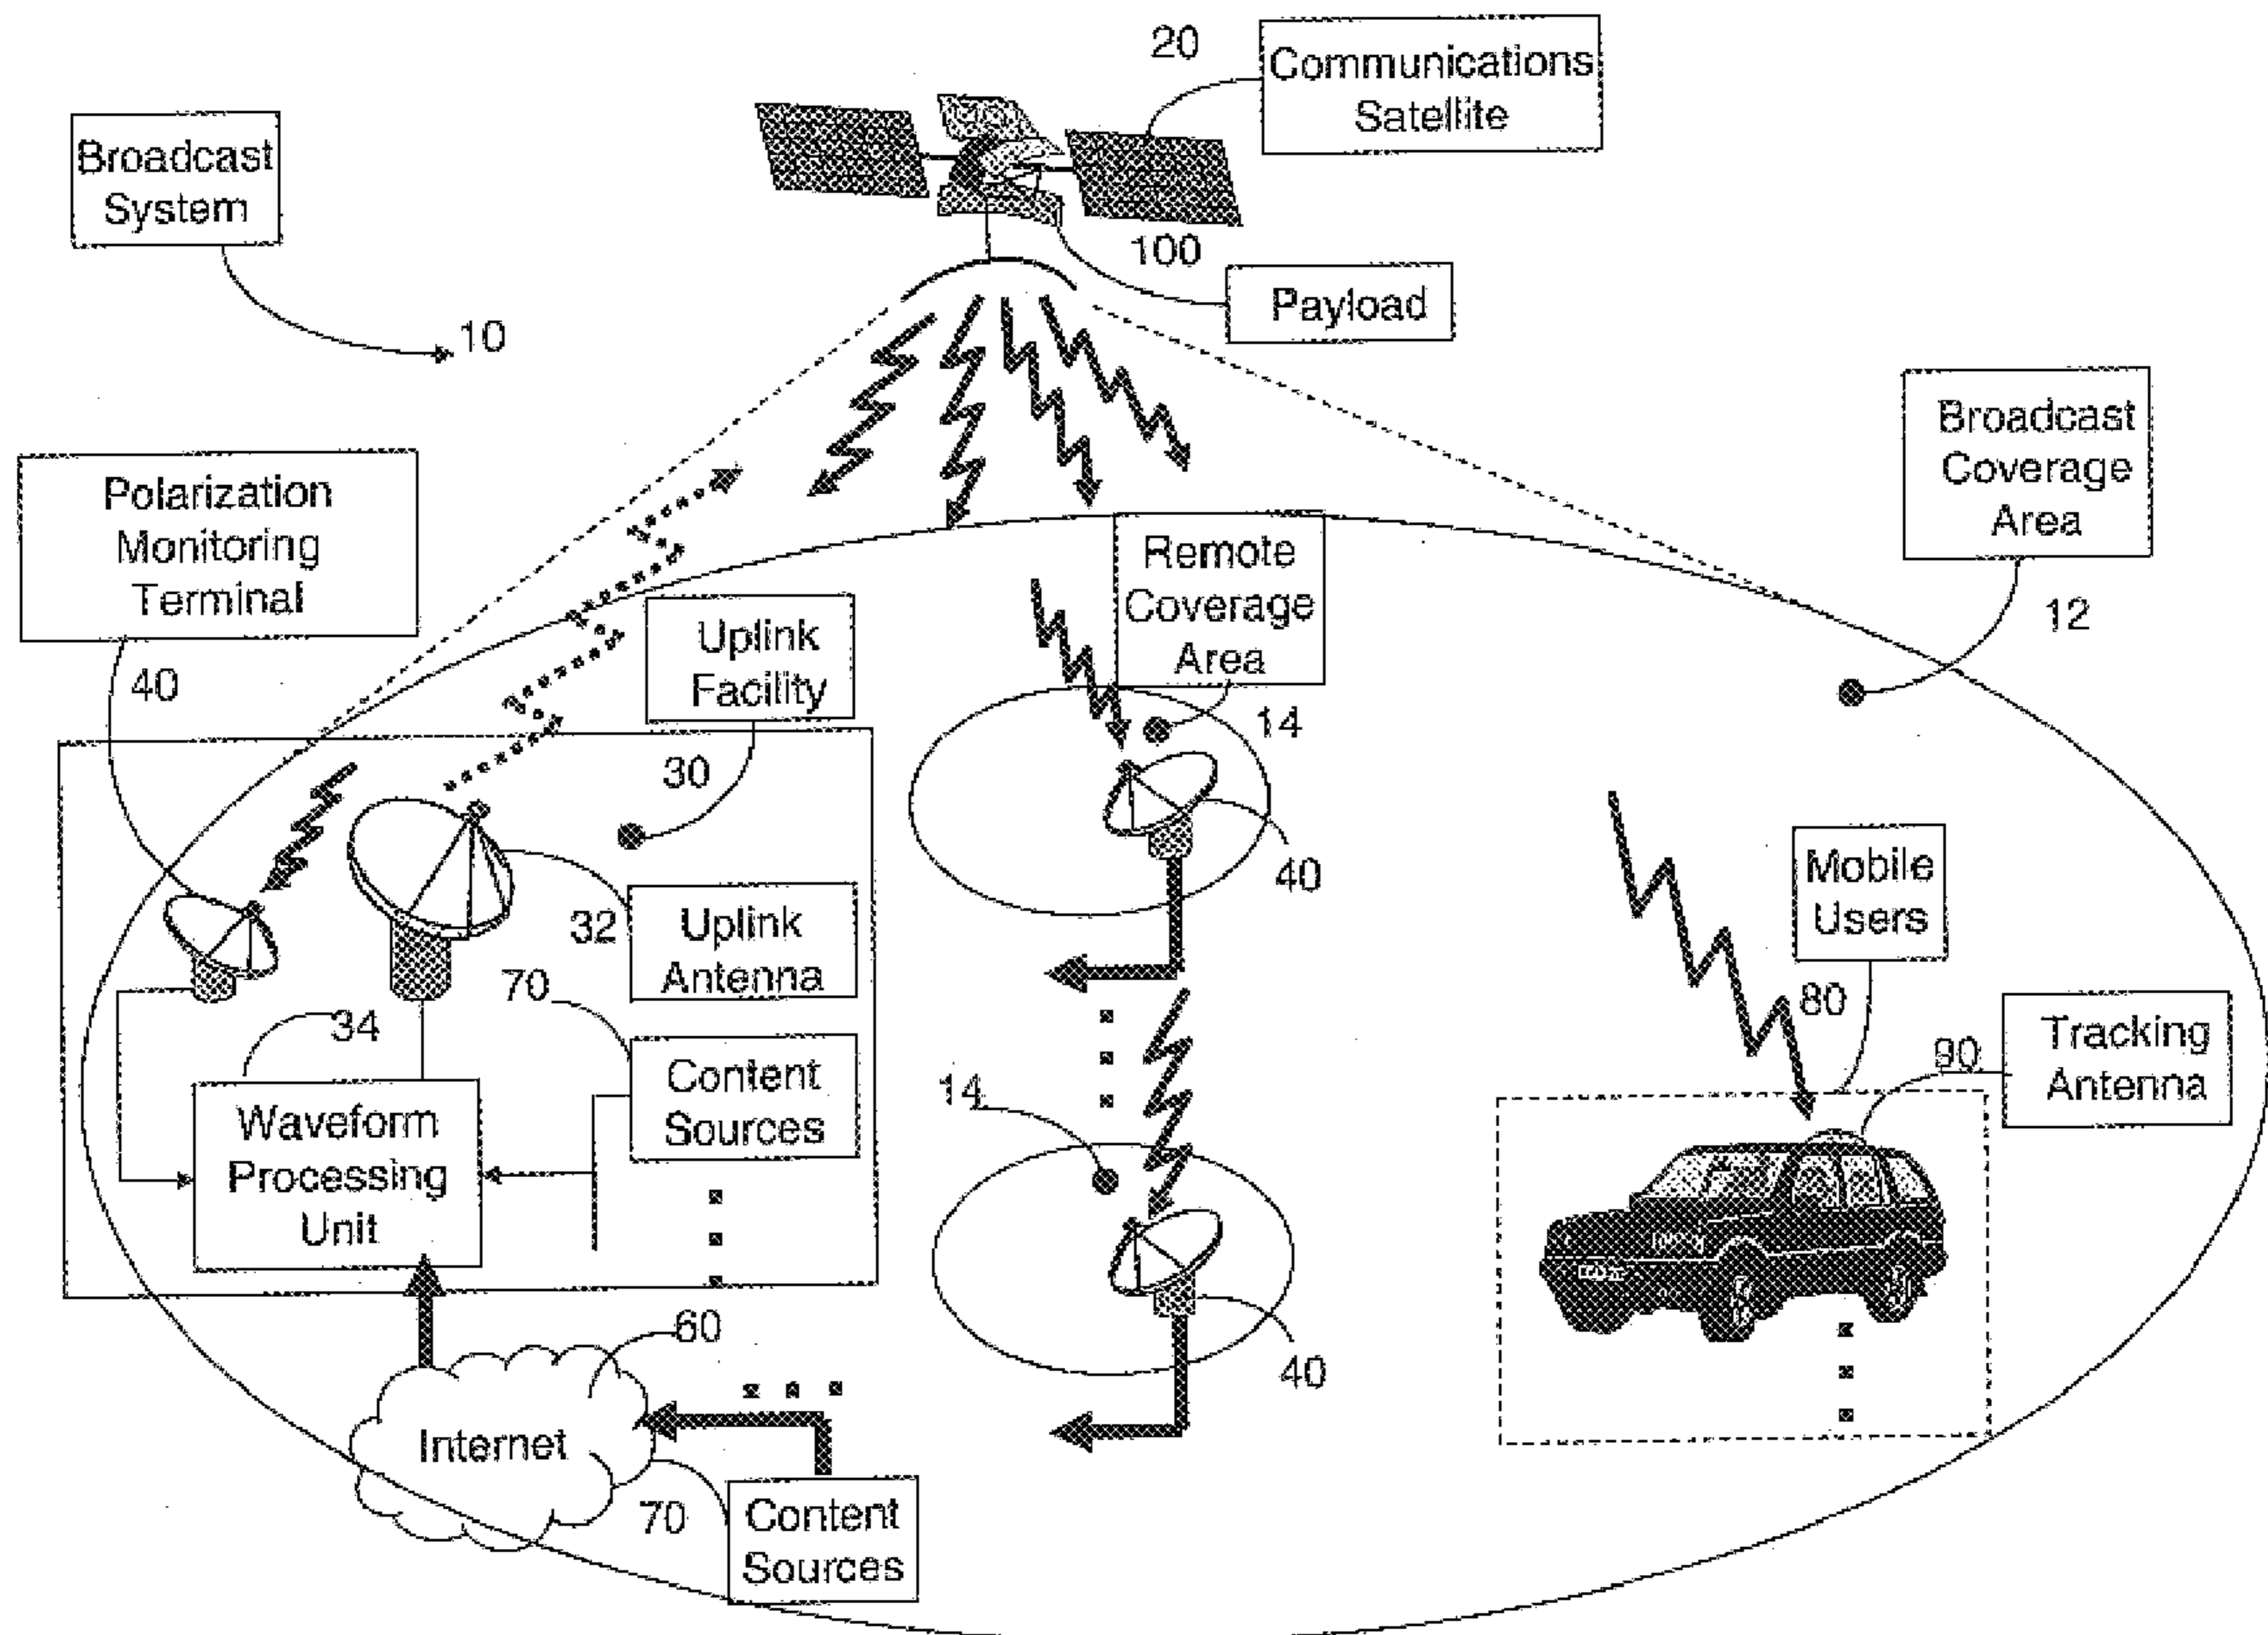 20
Communications
Satellite
Broadcast
System
100
Payload
10
Broadcast
Coverage
Area
12
Polarization
Monitoring
Terminal
40
Remote
Coverage
Area
14
Uplink
Facility
30
40
32
Uplink
Antenna
Mobile
Users
80
90
Tracking
Antenna
70
34
Content
Sources
Waveform
Processing
Unit
14
40
60
Internet
70
Content
Sources